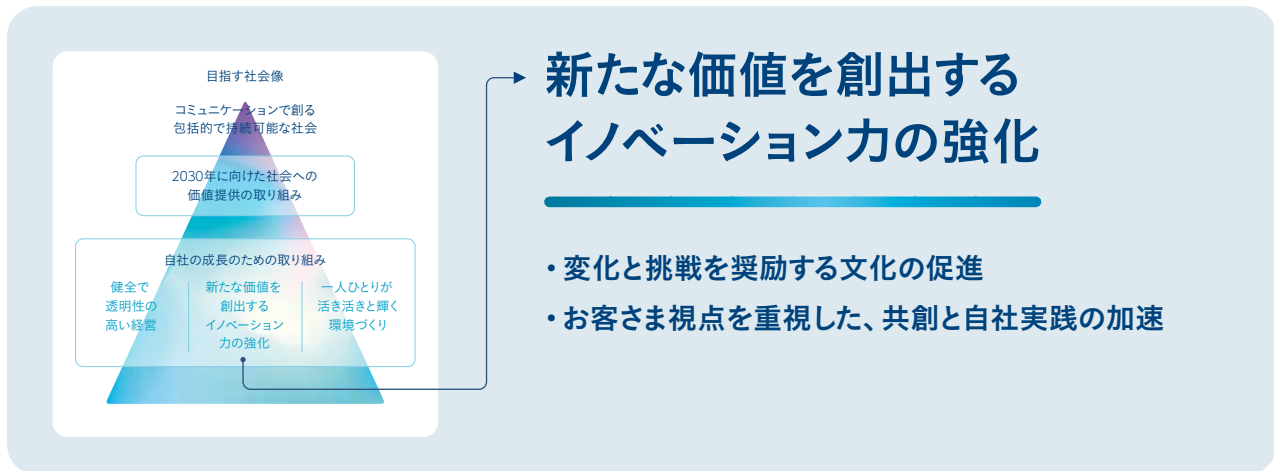 目指す社会像
コミュニケーションで創る
包括的で持続可能な社会
2030年に向けた社会への
価値提供の取り組み
自社の成長のための取り組み
健全で
透明性の
高い経営
新たな価値を
創出する
イノベーション
力の強化
一人ひとりが
活き活きと輝く
環境づくり
新たな価値を創出する
イノベーション力の強化
・変化と挑戦を奨励する文化の促進
・お客さま視点を重視した、共創と自社実践の加速